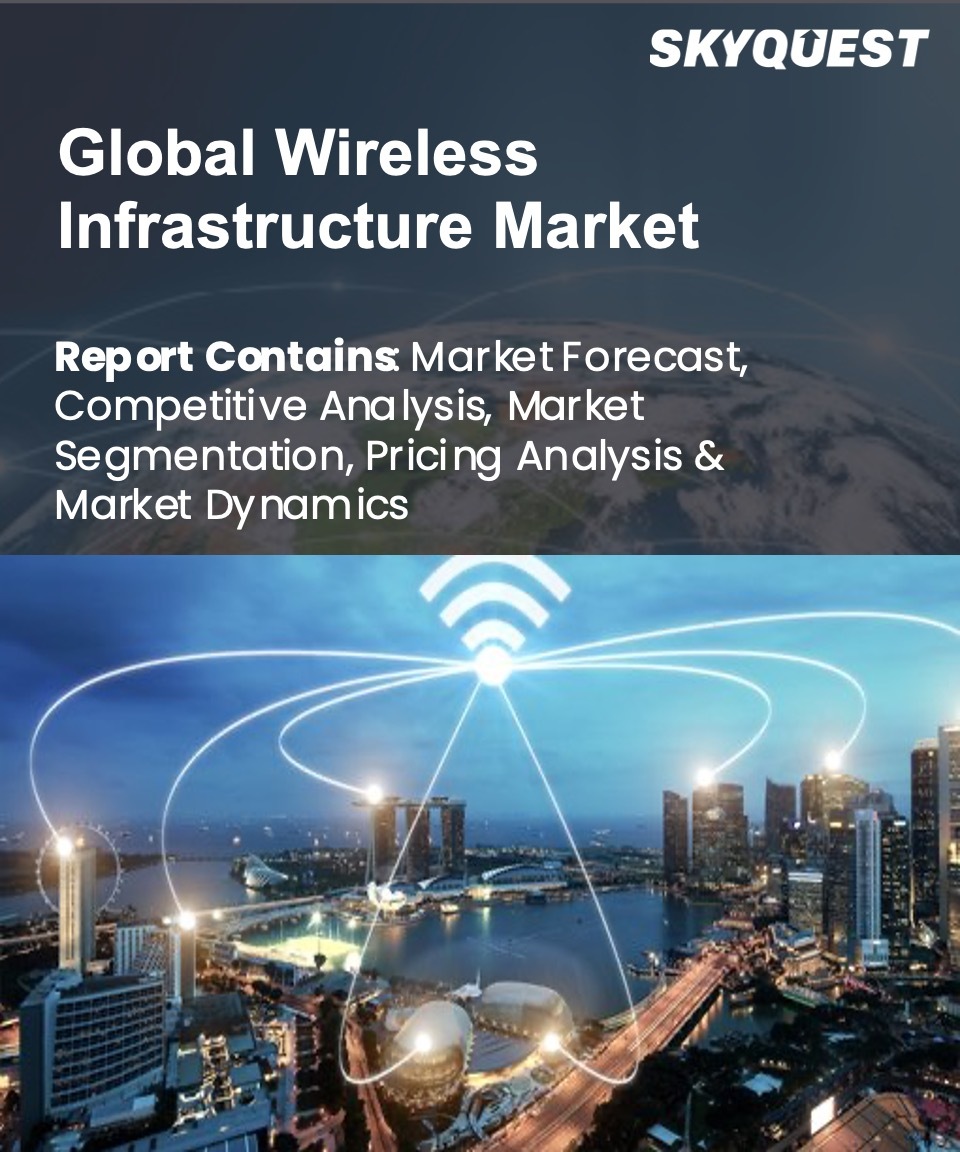 SKYQUEST
Global Wireless
Infrastructure Market
Report Contains: Market Forecast,
Competitive Analysis, Market
Segmentation, Pricing Analysis &
Market Dynamics